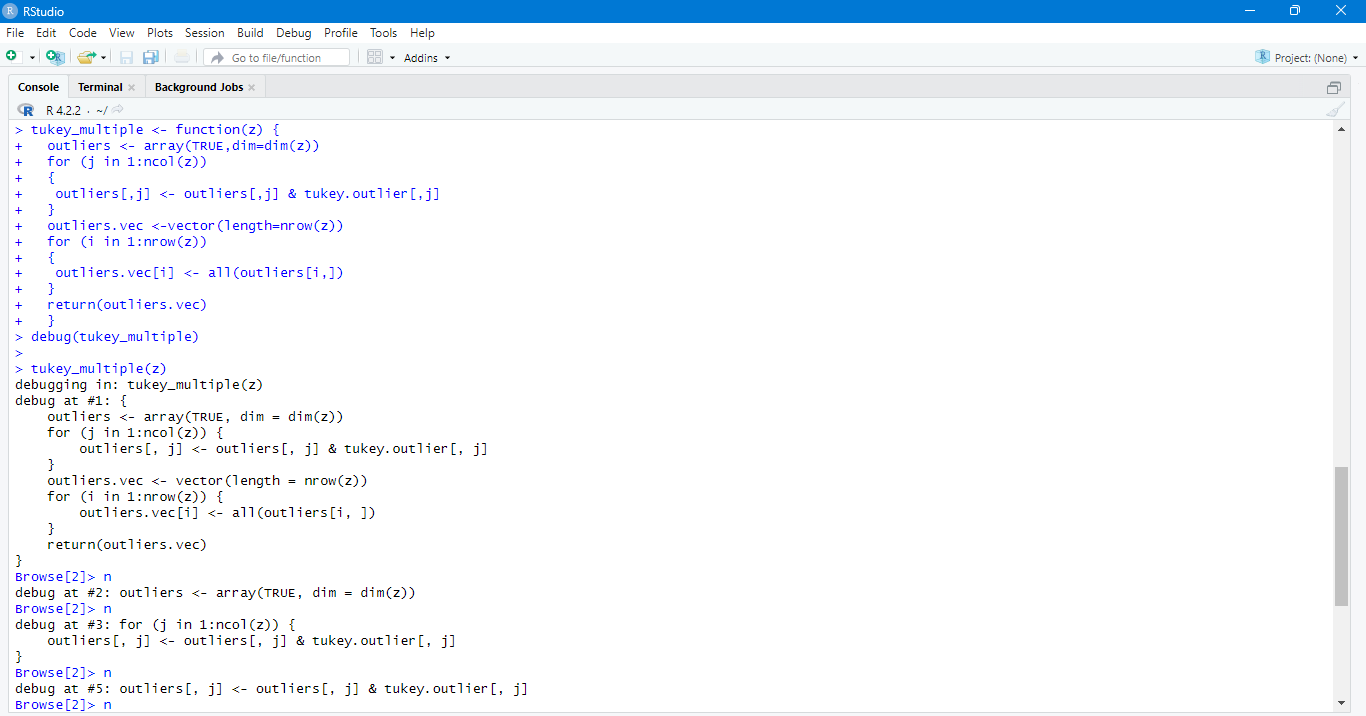 RStudio
File Edit Code View Plots Session Build Debug Profile Tools Help
Go to file/function Addins Project: (None)
Console Terminal Background Jobs
R 4.2.2 · ~/
> tukey_multiple <- function(z) {
+   outliers <- array(TRUE,dim=dim(z))
+   for (j in 1:ncol(z))
+   {
+    outliers[,j] <- outliers[,j] & tukey.outlier[,j]
+   }
+   outliers.vec <-vector(length=nrow(z))
+   for (i in 1:nrow(z))
+   {
+    outliers.vec[i] <- all(outliers[i,])
+   }
+   return(outliers.vec)
+   }
> debug(tukey_multiple)
>
> tukey_multiple(z)
debugging in: tukey_multiple(z)
debug at #1: {
    outliers <- array(TRUE, dim = dim(z))
    for (j in 1:ncol(z)) {
        outliers[, j] <- outliers[, j] & tukey.outlier[, j]
    }
    outliers.vec <- vector(length = nrow(z))
    for (i in 1:nrow(z)) {
        outliers.vec[i] <- all(outliers[i, ])
    }
    return(outliers.vec)
}
Browse[2]> n
debug at #2: outliers <- array(TRUE, dim = dim(z))
Browse[2]> n
debug at #3: for (j in 1:ncol(z)) {
    outliers[, j] <- outliers[, j] & tukey.outlier[, j]
}
Browse[2]> n
debug at #5: outliers[, j] <- outliers[, j] & tukey.outlier[, j]
Browse[2]> n